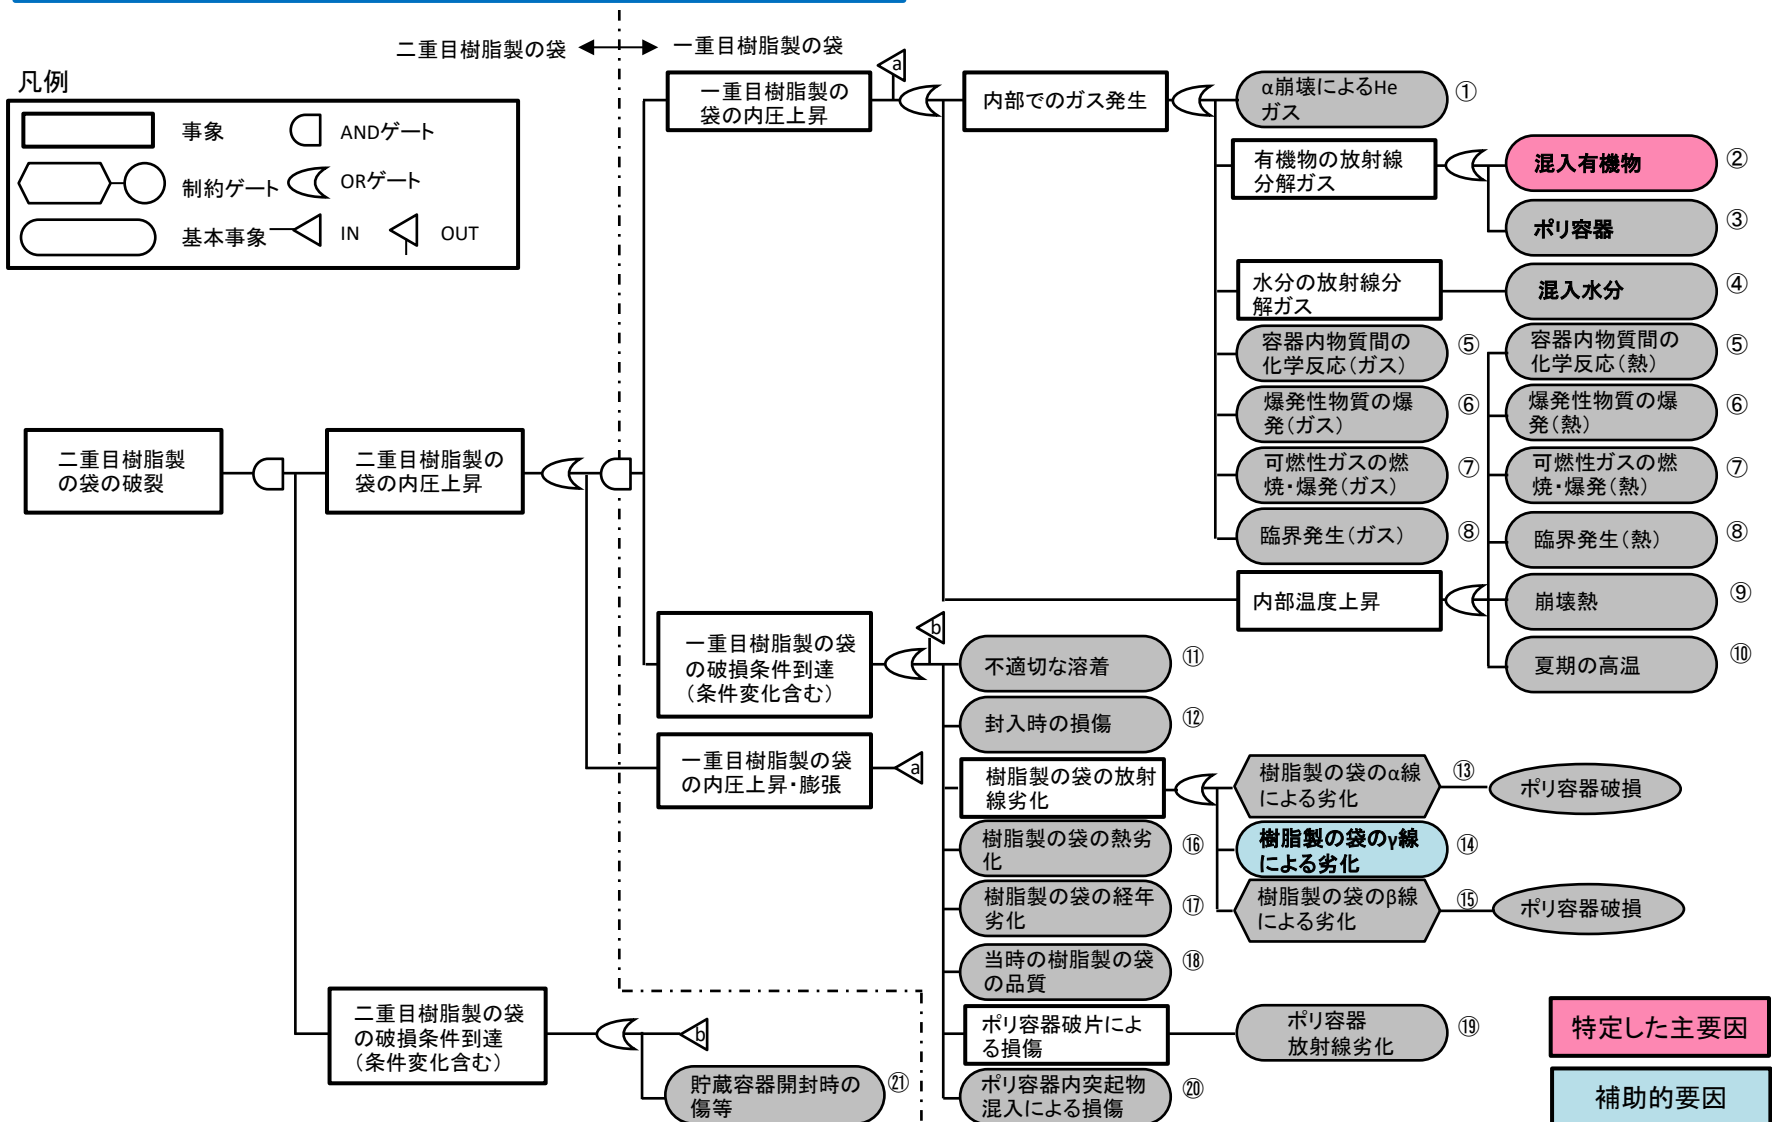 二重目樹脂製の袋
一重目樹脂製の袋
凡例
事象
ANDゲート
制約ゲート
ORゲート
基本事象
IN
OUT
二重目樹脂製
の袋の破裂
二重目樹脂製の
袋の内圧上昇
二重目樹脂製の袋
の破損条件到達
(条件変化含む)
b
貯蔵容器開封時の
傷等
㉑
一重目樹脂製の
袋の内圧上昇
a
一重目樹脂製の袋
の破損条件到達
(条件変化含む)
b
一重目樹脂製の袋
の内圧上昇・膨張
a
内部でのガス発生
α崩壊によるHe
ガス
①
有機物の放射線
分解ガス
混入有機物
②
ポリ容器
③
水分の放射線分
解ガス
混入水分
④
容器内物質間の
化学反応(ガス)
⑤
爆発性物質の爆
発(ガス)
⑥
可燃性ガスの燃
焼・爆発(ガス)
⑦
臨界発生(ガス)
⑧
内部温度上昇
容器内物質間の
化学反応(熱)
⑤
爆発性物質の爆
発(熱)
⑥
可燃性ガスの燃
焼・爆発(熱)
⑦
臨界発生(熱)
⑧
崩壊熱
⑨
夏期の高温
⑩
不適切な溶着
⑪
封入時の損傷
⑫
樹脂製の袋の放射
線劣化
樹脂製の袋のα線
による劣化
⑬
ポリ容器破損
樹脂製の袋のγ線
による劣化
⑭
樹脂製の袋のβ線
による劣化
⑮
ポリ容器破損
樹脂製の袋の熱劣
化
⑯
樹脂製の袋の経年
劣化
⑰
当時の樹脂製の袋
の品質
⑱
ポリ容器破片によ
る損傷
ポリ容器
放射線劣化
⑲
ポリ容器内突起物
混入による損傷
⑳
特定した主要因
補助的要因